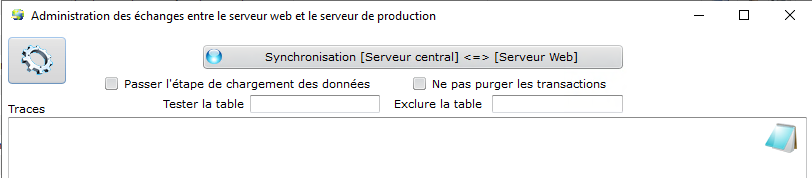 Administration des échanges entre le serveur web et le serveur de production
Synchronisation [Serveur central] <=> [Serveur Web]
Passer l'étape de chargement des données Ne pas purger les transactions
Tester la table Exclure la table
Traces